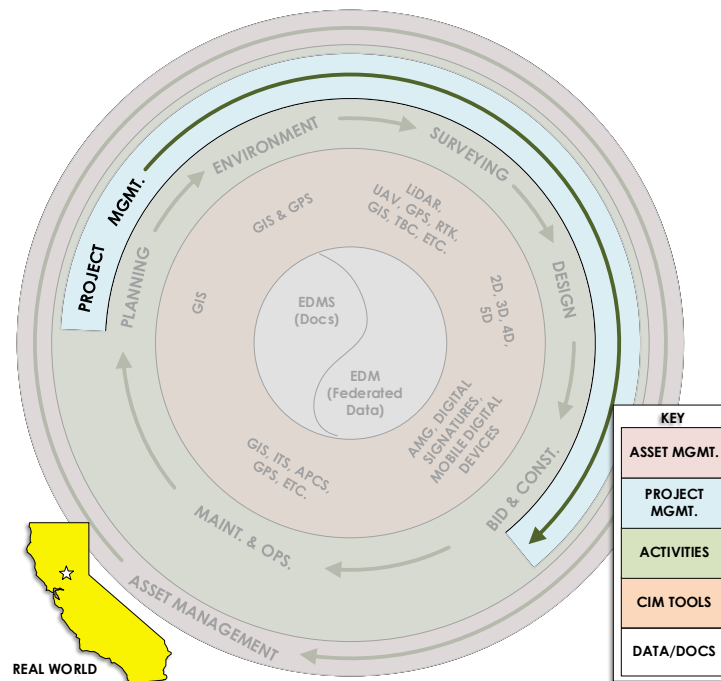 PROJECT MGMT.
PLANNING
ENVIRONMENT
SURVEYING
DESIGN
BID & CONST.
MAINT. & OPS.
ASSET MANAGEMENT
GIS
GIS & GPS
LiDAR,
UAV, GPS, RTK,
GIS, TBC, ETC.
2D, 3D, 4D,
5D
AMG, DIGITAL
SIGNATURES,
MOBILE DIGITAL
DEVICES
GIS, ITS, APCS,
GPS, ETC.
EDMS
(Docs)
EDM
(Federated
Data)
REAL WORLD
KEY
ASSET MGMT.
PROJECT
MGMT.
ACTIVITIES
CIM TOOLS
DATA/DOCS